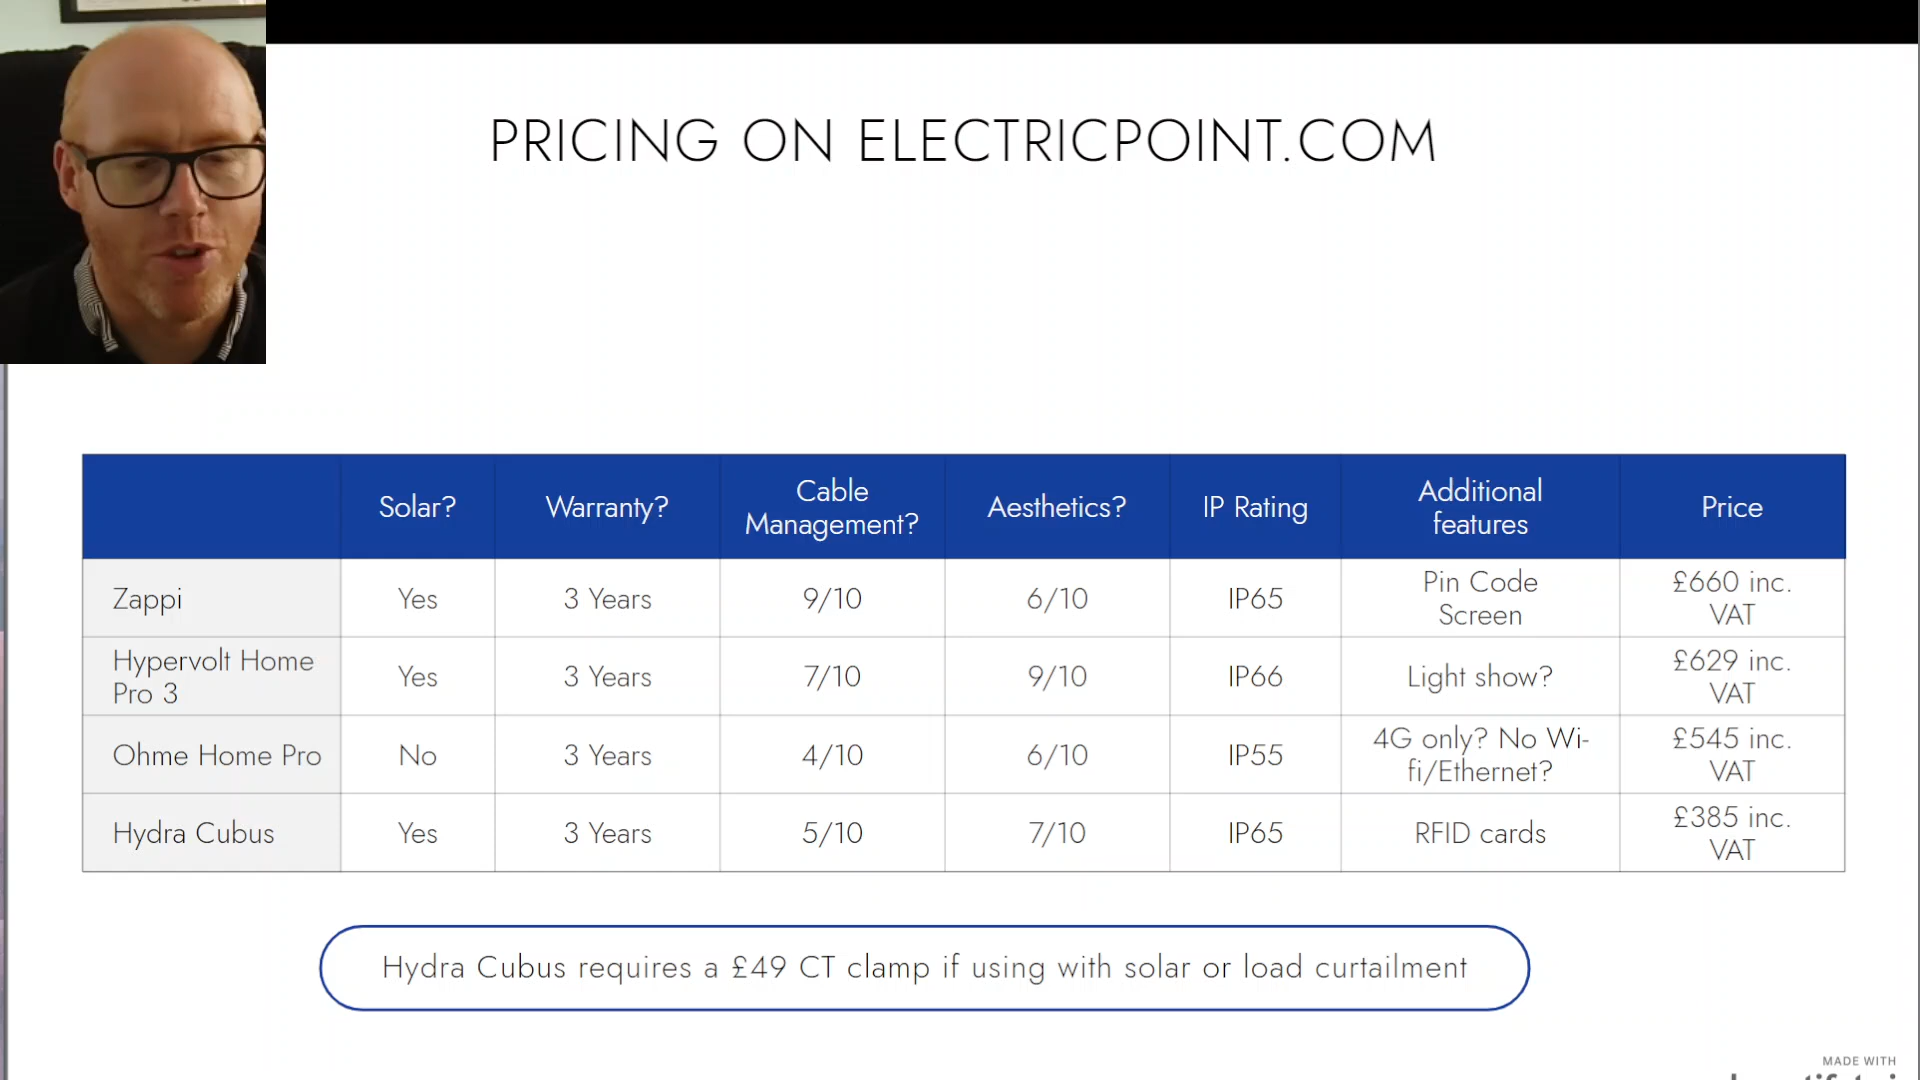 PRICING ON ELECTRICPOINT.COM
Solar?
Warranty?
Cable
Management?
Aesthetics?
IP Rating
Additional
features
Price
Zappi
Yes
3 Years
9/10
6/10
IP65
Pin Code
Screen
£660 inc.
VAT
Hypervolt Home
Pro 3
Yes
3 Years
7/10
9/10
IP66
Light show?
£629 inc.
VAT
Ohme Home Pro
No
3 Years
4/10
6/10
IP55
4G only? No Wi-
fi/Ethernet?
£545 inc.
VAT
Hydra Cubus
Yes
3 Years
5/10
7/10
IP65
RFID cards
£385 inc.
VAT
Hydra Cubus requires a £49 CT clamp if using with solar or load curtailment
MADE WITH